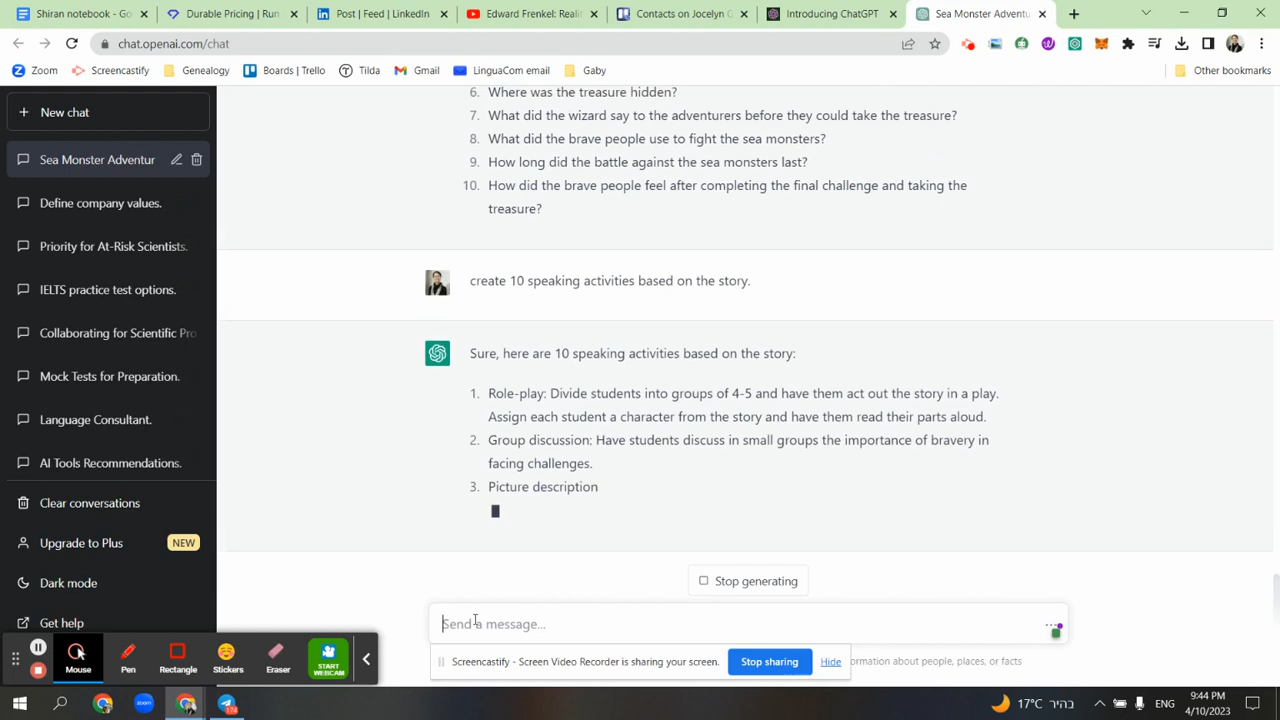 Shiran notebook - Go
Durable Pricing | Run
Post | Feed | LinkedIn
Edward Frenkel: Reali
Contacts on Jocelyn G
Introducing ChatGPT
Sea Monster Adventu
chat.openai.com/chat
Zoom
Screencastify
Genealogy
Boards | Trello
Tilda
Gmail
LinguaCom email
Gaby
Other bookmarks
New chat
Sea Monster Adventur
Define company values.
Priority for At-Risk Scientists.
IELTS practice test options.
Collaborating for Scientific Pro
Mock Tests for Preparation.
Language Consultant.
AI Tools Recommendations.
Clear conversations
Upgrade to Plus NEW
Dark mode
Get help
6. Where was the treasure hidden?
7. What did the wizard say to the adventurers before they could take the treasure?
8. What did the brave people use to fight the sea monsters?
9. How long did the battle against the sea monsters last?
10. How did the brave people feel after completing the final challenge and taking the
treasure?
create 10 speaking activities based on the story.
Sure, here are 10 speaking activities based on the story:
1. Role-play: Divide students into groups of 4-5 and have them act out the story in a play.
Assign each student a character from the story and have them read their parts aloud.
2. Group discussion: Have students discuss in small groups the importance of bravery in
facing challenges.
3. Picture description
Stop generating
Send a message...
Screencastify - Screen Video Recorder is sharing your screen.
Stop sharing
Hide
formation about people, places, or facts
Mouse
Pen
Rectangle
Stickers
Eraser
START
WEBCAM
174
17°C בהיר
ENG
9:44 PM
4/10/2023